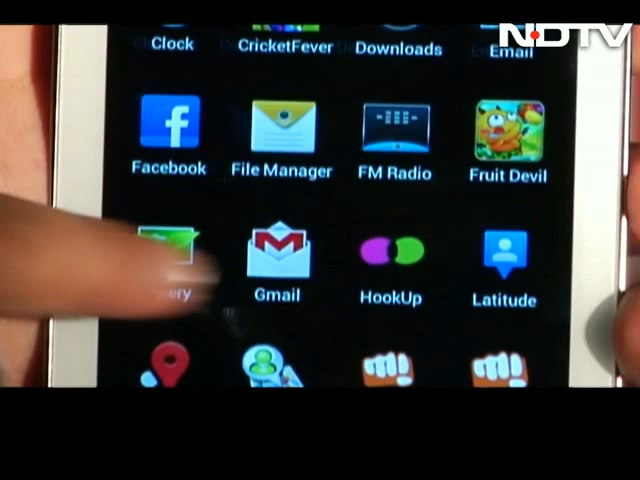 NDTV
Clock CricketFever Downloads Email
Facebook File Manager FM Radio Fruit Devil
Gmail HookUp Latitude